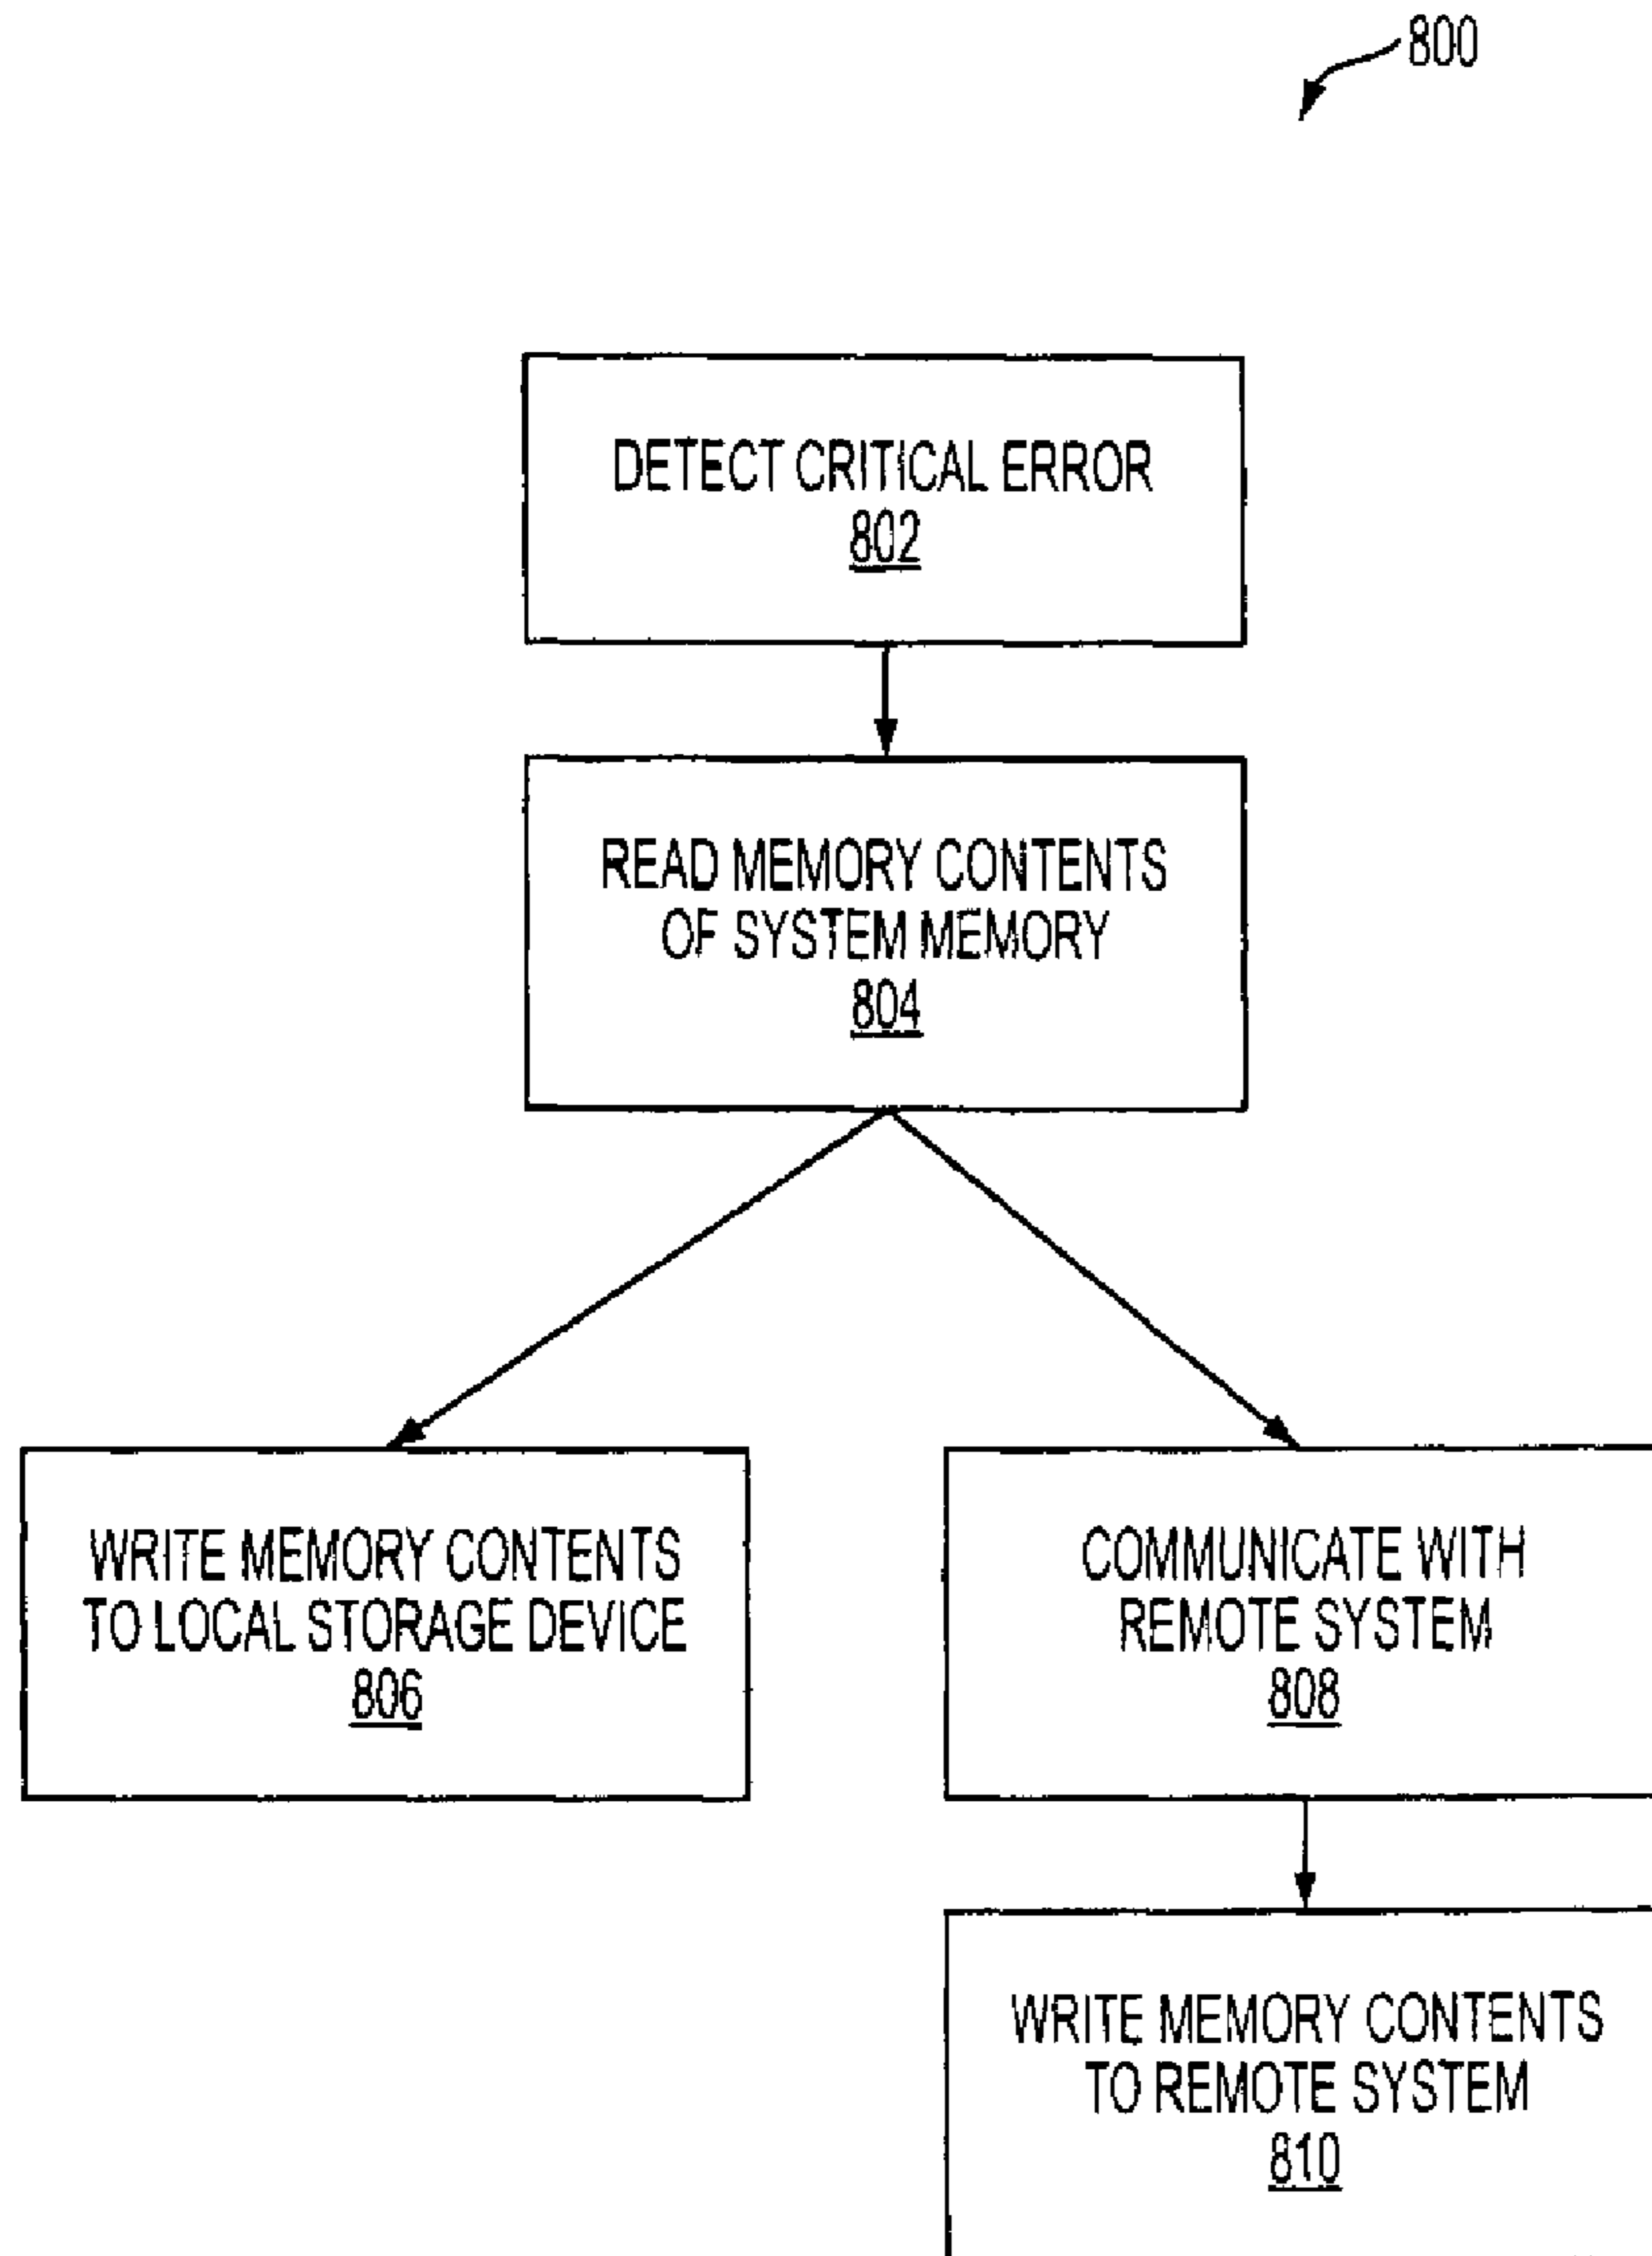 800
DETECT CRITICAL ERROR
802
READ MEMORY CONTENTS
OF SYSTEM MEMORY
804
WRITE MEMORY CONTENTS
TO LOCAL STORAGE DEVICE
806
COMMUNICATE WITH
REMOTE SYSTEM
808
WRITE MEMORY CONTENTS
TO REMOTE SYSTEM
810